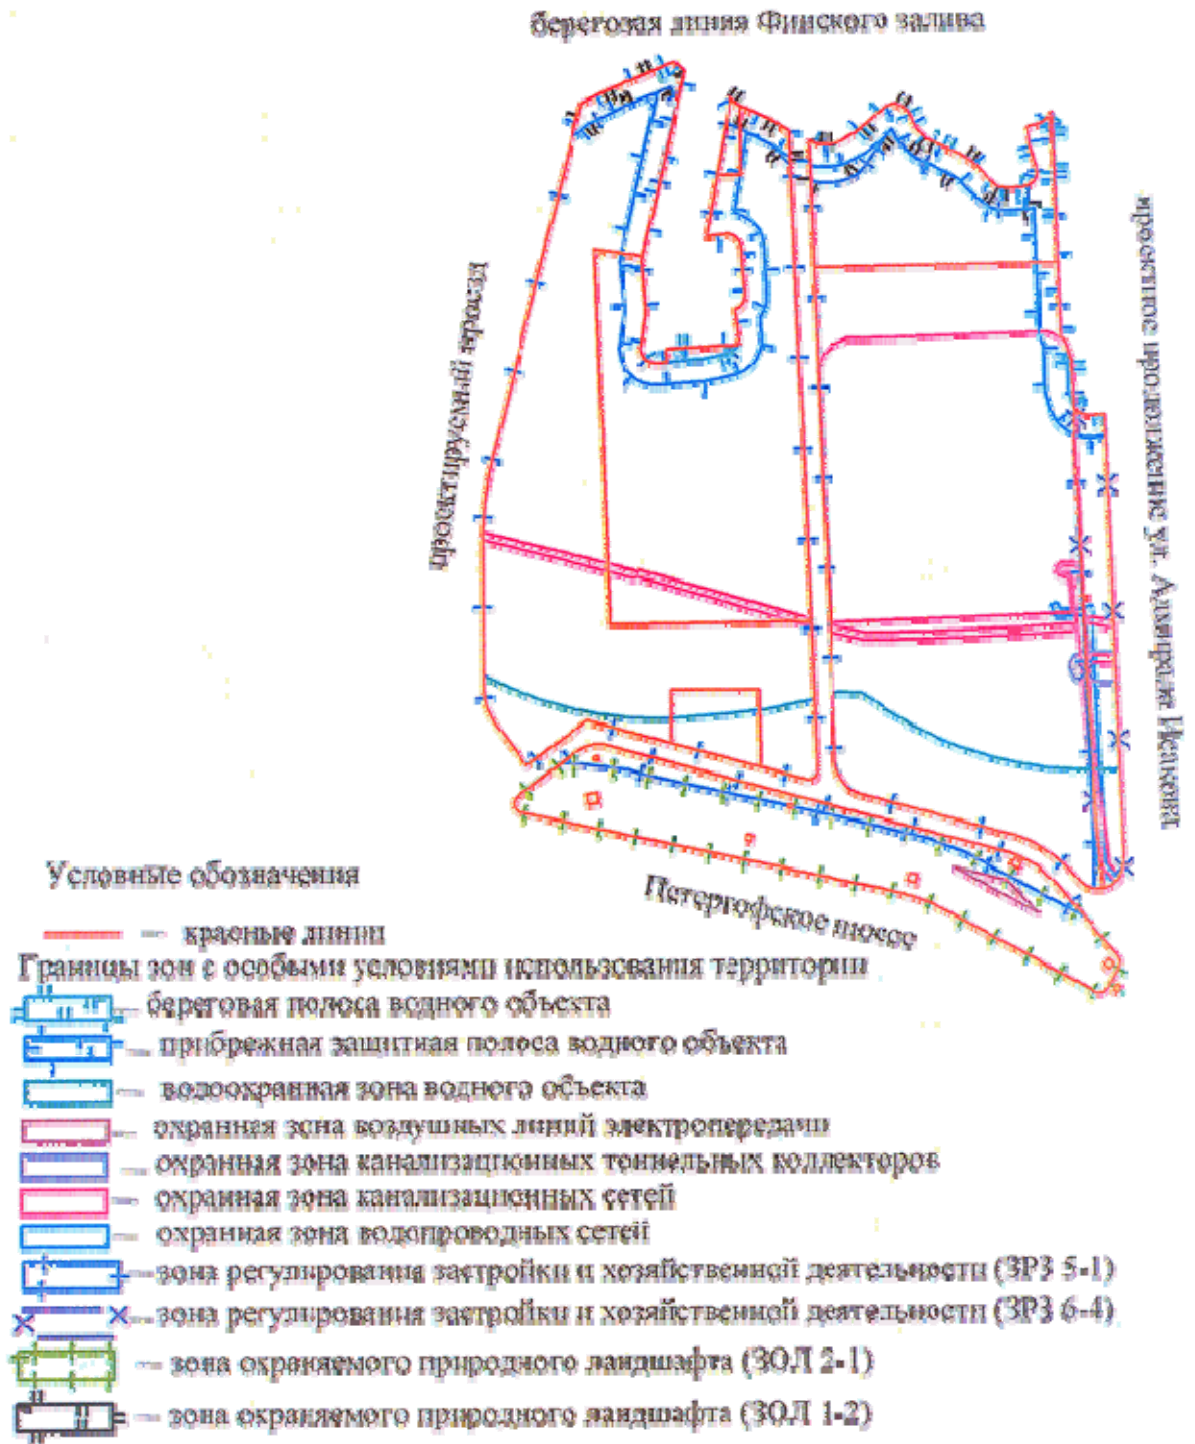 береговая линия Финского залива
проектируемый проезд
проектное продолжение ул. Адмирала Исакова
Петергофское шоссе
Условные обозначения
— красные линии
Границы зон с особыми условиями использования территории
— береговая полоса водного объекта
— прибрежная защитная полоса водного объекта
— водоохранная зона водного объекта
— охранная зона воздушных линий электропередачи
— охранная зона канализационных тоннельных коллекторов
— охранная зона канализационных сетей
— охранная зона водопроводных сетей
— зона регулирования застройки и хозяйственной деятельности (ЗРЗ 5-1)
— зона регулирования застройки и хозяйственной деятельности (ЗРЗ 6-4)
— зона охраняемого природного ландшафта (ЗОЛ 2-1)
— зона охраняемого природного ландшафта (ЗОЛ 1-2)